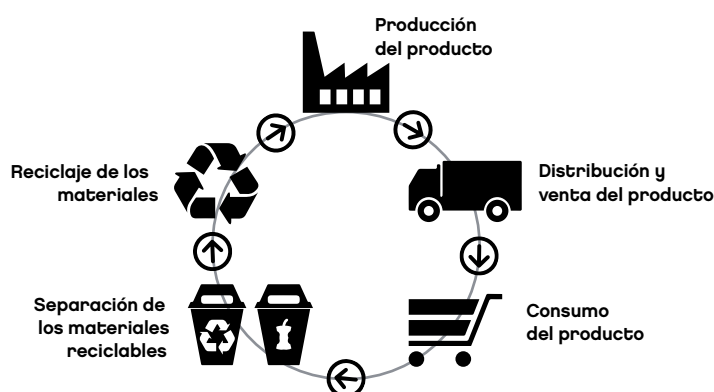 Producción
del producto
Distribución y
venta del producto
Consumo
del producto
Separación de
los materiales
reciclables
Reciclaje de los
materiales